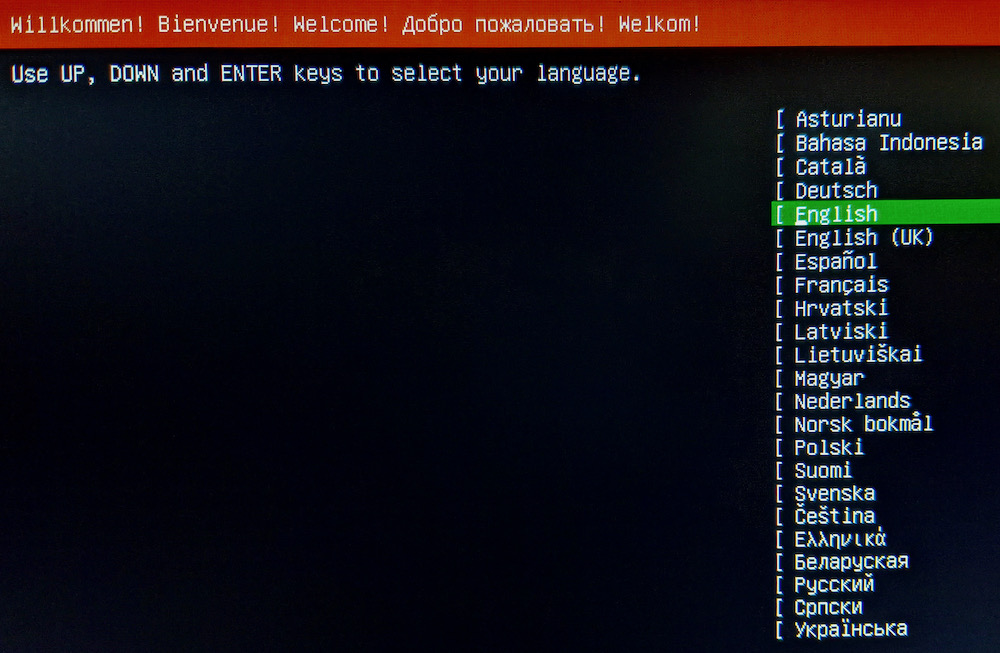 Willkommen! Bienvenue! Welcome! Добро пожаловать! Welkom!
Use UP, DOWN and ENTER keys to select your language.
[ Asturianu
[ Bahasa Indonesia
[ Català
[ Deutsch
[ English
[ English (UK)
[ Español
[ Français
[ Hrvatski
[ Latviski
[ Lietuviškai
[ Magyar
[ Nederlands
[ Norsk bokmål
[ Polski
[ Suomi
[ Svenska
[ Čeština
[ Ελληνικά
[ Беларуская
[ Русский
[ Српски
[ Українська